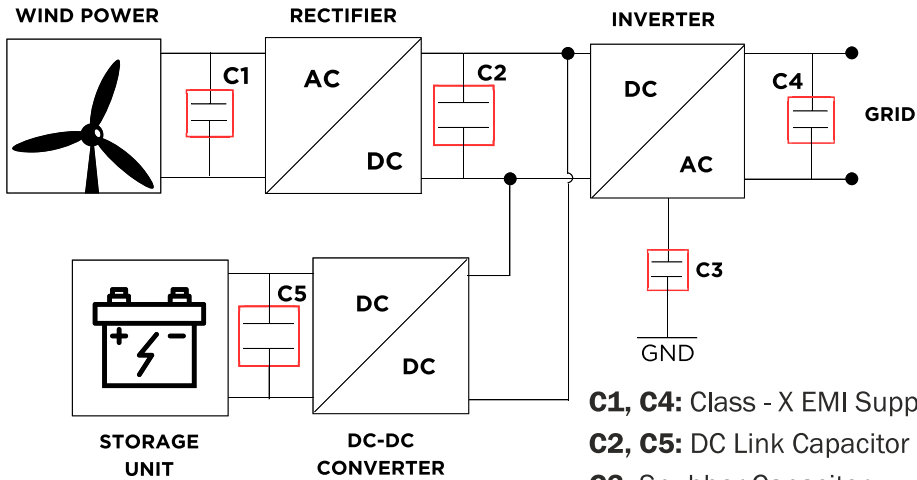 WIND POWER
RECTIFIER
INVERTER
C1
AC
DC
C2
DC
AC
C4
GRID
C3
GND
C5
DC
DC
+ -
STORAGE
UNIT
DC-DC
CONVERTER
C1, C4: Class - X EMI Supp
C2, C5: DC Link Capacitor